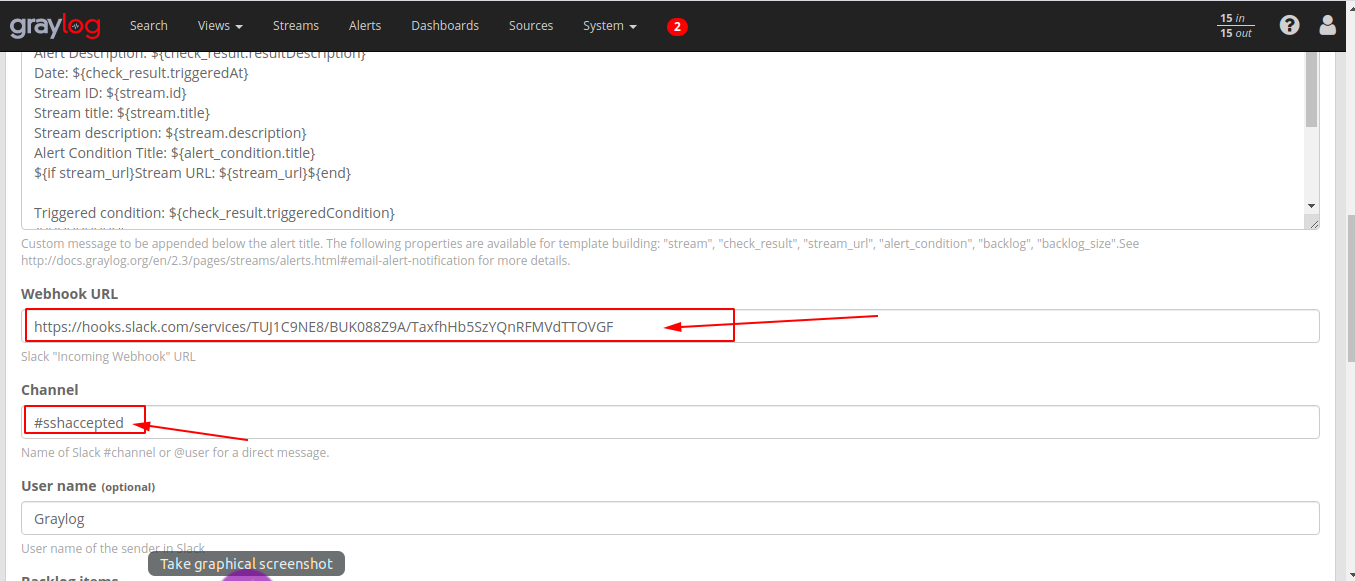 graylog Search Views Streams Alerts Dashboards Sources System 2 15 in
15 out
Alert Description: ${check_result.resultDescription}
Date: ${check_result.triggeredAt}
Stream ID: ${stream.id}
Stream title: ${stream.title}
Stream description: ${stream.description}
Alert Condition Title: ${alert_condition.title}
${if stream_url}Stream URL: ${stream_url}${end}
Triggered condition: ${check_result.triggeredCondition}
Custom message to be appended below the alert title. The following properties are available for template building: "stream", "check_result", "stream_url", "alert_condition", "backlog", "backlog_size".See
http://docs.graylog.org/en/2.3/pages/streams/alerts.html#email-alert-notification for more details.
Webhook URL
https://hooks.slack.com/services/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
Slack "Incoming Webhook" URL
Channel
#sshaccepted
Name of Slack #channel or @user for a direct message.
User name (optional)
Graylog
User name of the sender in Slack
Take graphical screenshot
Backlog items